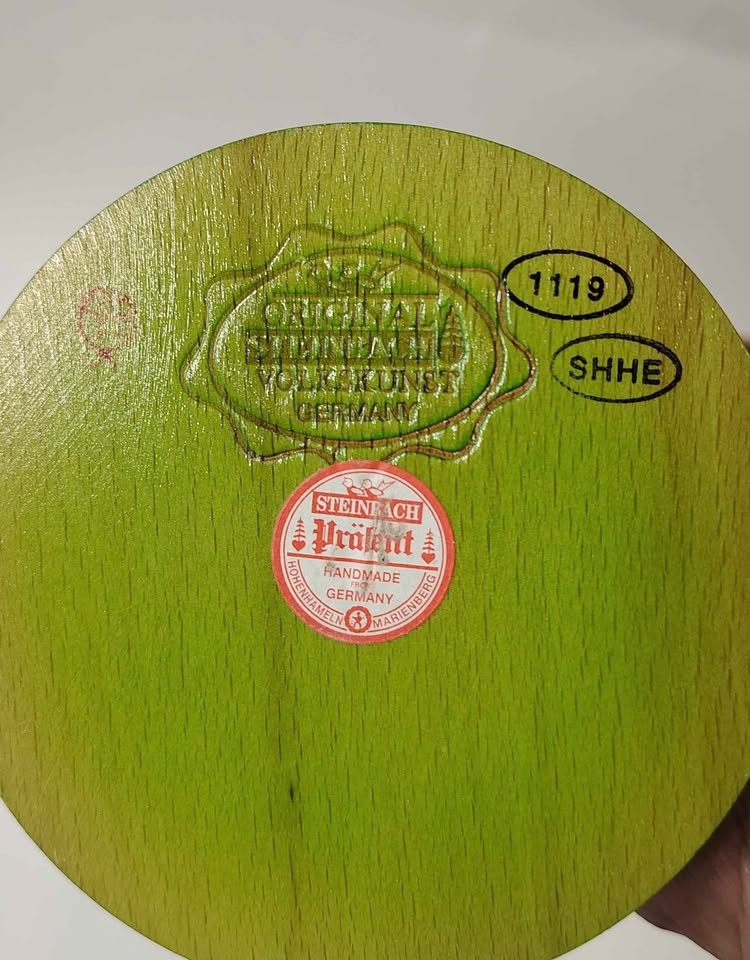 ORIGINAL
STEINBACH
VOLKSKUNST
GERMANY
1119
SHHE
STEINBACH
Präſent
HANDMADE
FROM
GERMANY
HOHENHAMELN MARIENBERG